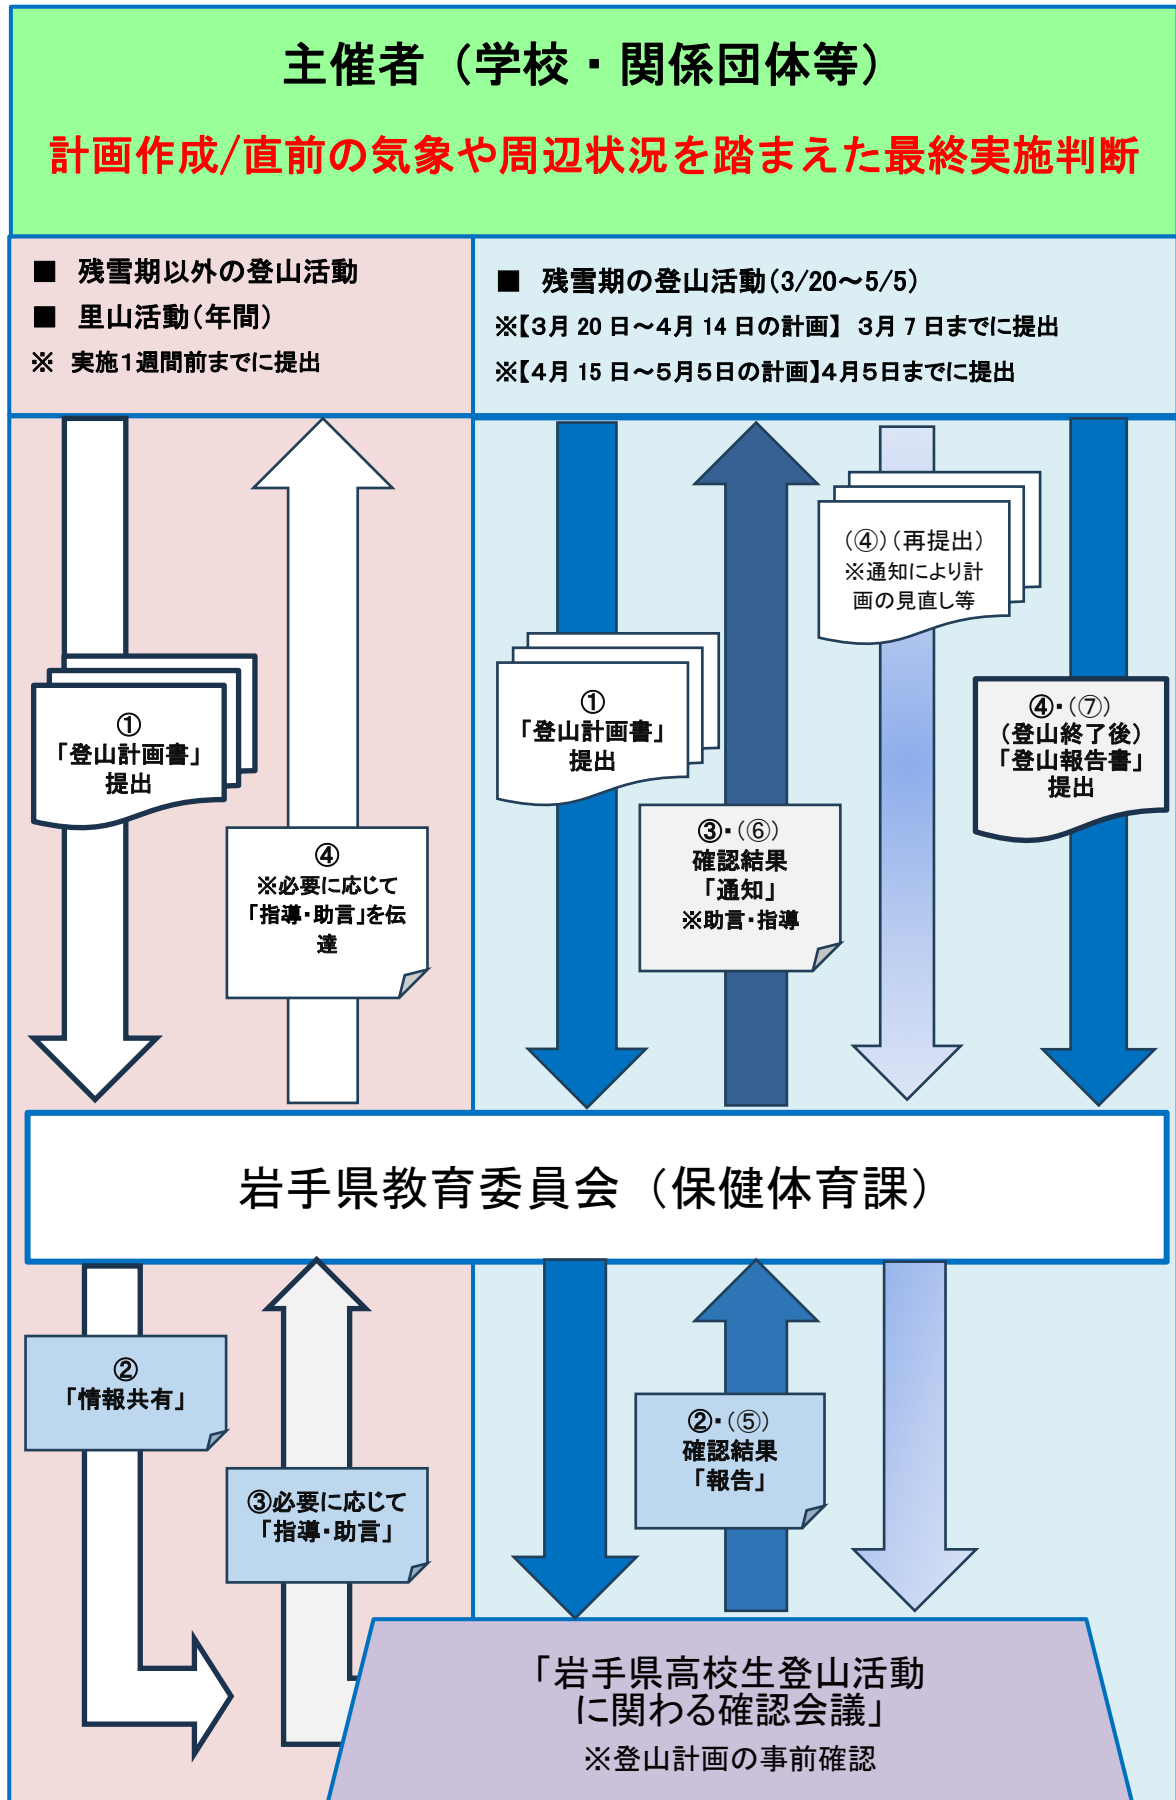 主催者（学校・関係団体等）
計画作成/直前の気象や周辺状況を踏まえた最終実施判断
■ 残雪期以外の登山活動
■ 里山活動（年間）
※ 実施１週間前までに提出
■ 残雪期の登山活動（3/20～5/5）
※【３月 20 日～４月 14 日の計画】 ３月 ７ 日までに提出
※【４月 15 日～５月５日の計画】４月５日までに提出
①
「登山計画書」
提出
④
※必要に応じて
「指導・助言」を伝
達
①
「登山計画書」
提出
③・（⑥）
確認結果
「通知」
※助言・指導
（④）（再提出）
※通知により計
画の見直し等
④・（⑦）
（登山終了後）
「登山報告書」
提出
岩手県教育委員会（保健体育課）
②
「情報共有」
③必要に応じて
「指導・助言」
②・（⑤）
確認結果
「報告」
「岩手県高校生登山活動
に関わる確認会議」
※登山計画の事前確認